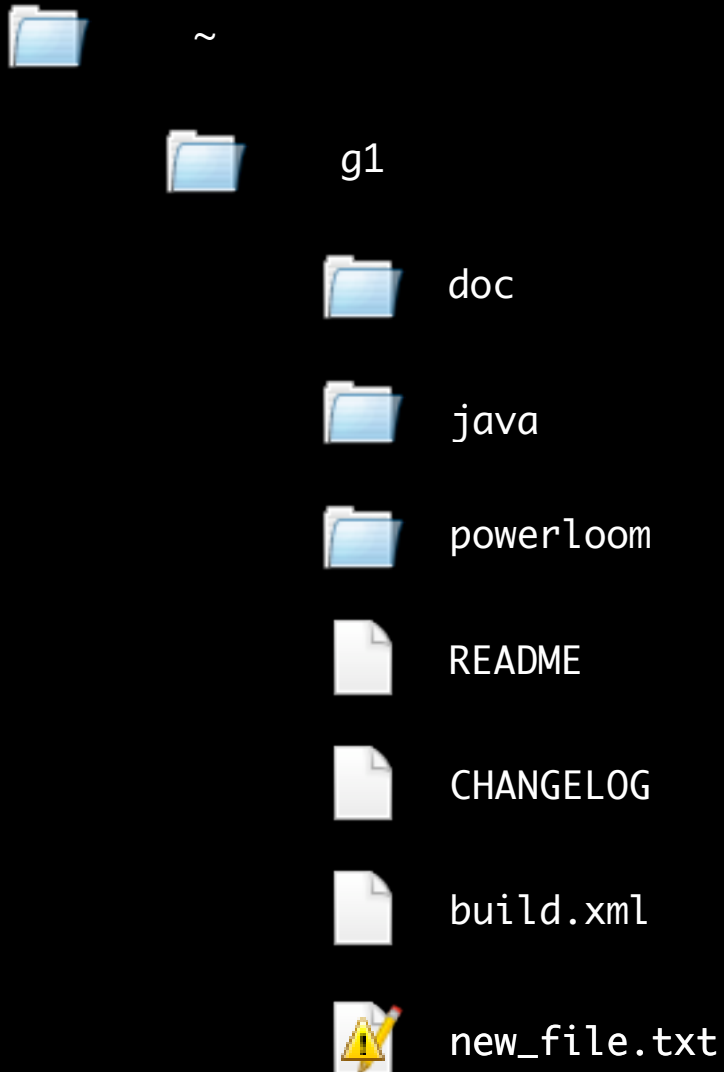 ~
g1
doc
java
powerloom
README
CHANGELOG
build.xml
new_file.txt